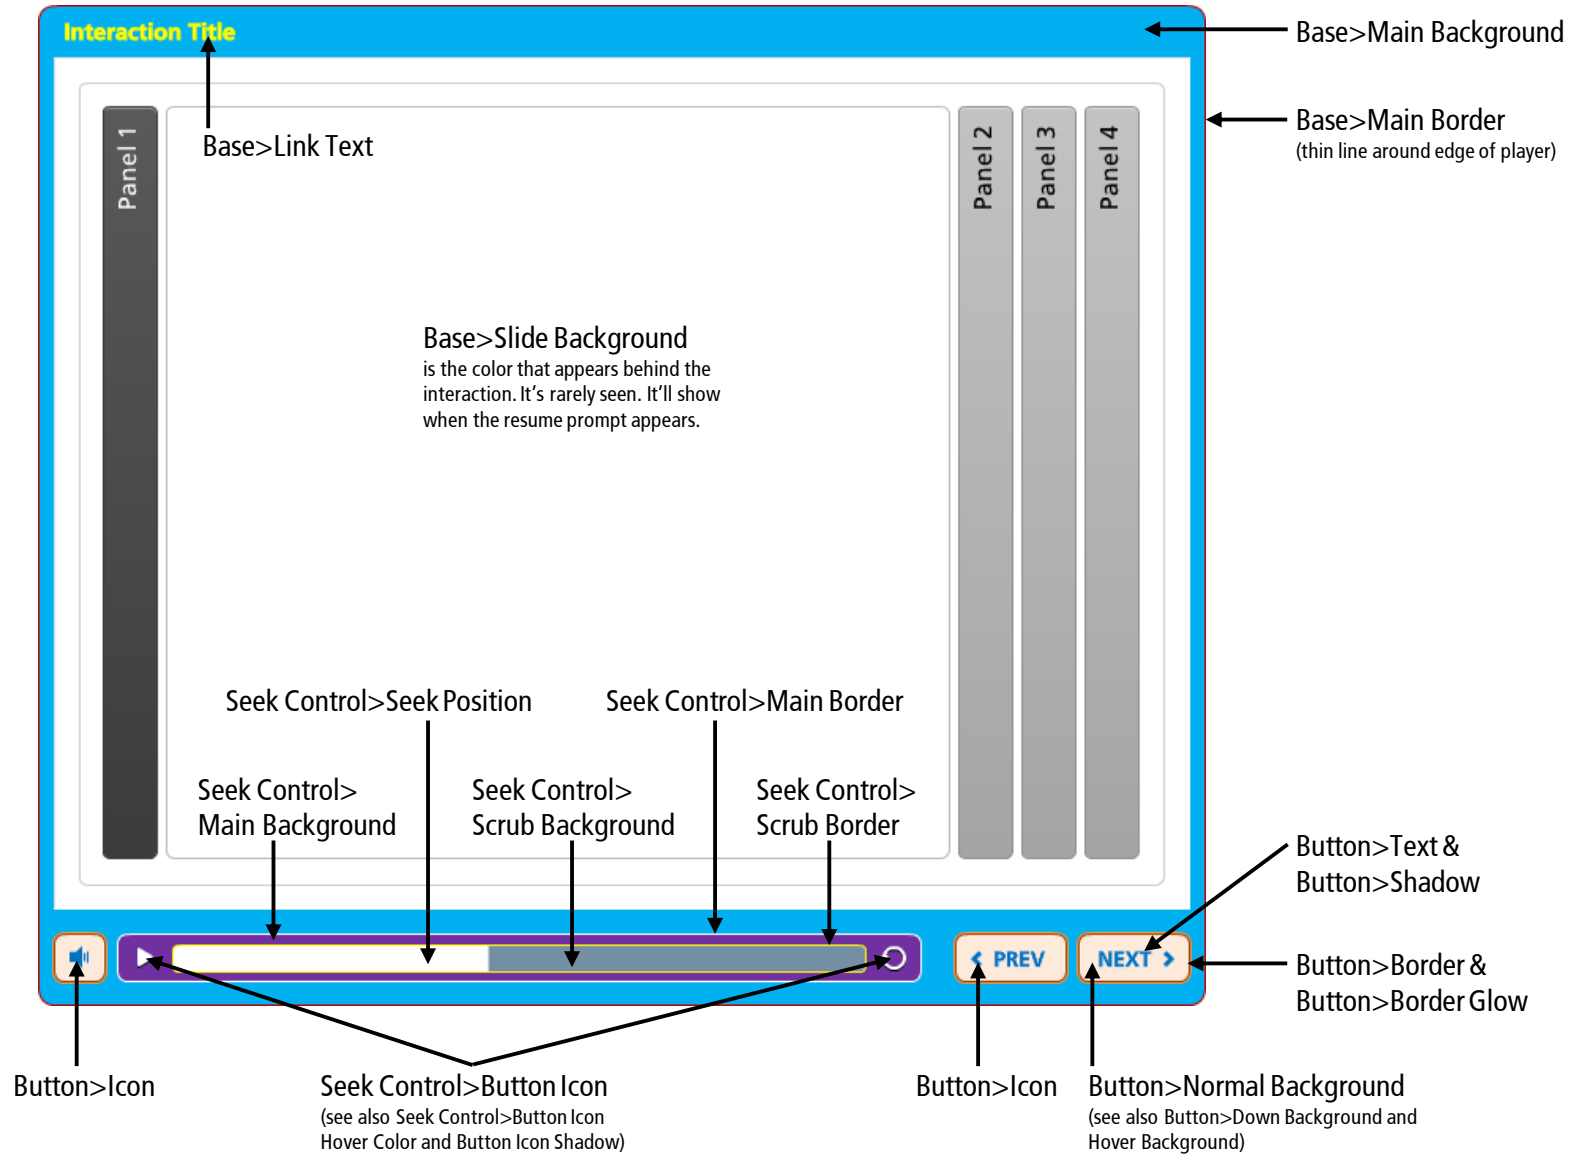 Interaction Title
Base>Main Background
Base>Main Border
(thin line around edge of player)
Base>Link Text
Panel 1
Panel 2
Panel 3
Panel 4
Base>Slide Background
is the color that appears behind the
interaction. It’s rarely seen. It’ll show
when the resume prompt appears.
Seek Control>Seek Position
Seek Control>Main Border
Seek Control>
Main Background
Seek Control>
Scrub Background
Seek Control>
Scrub Border
Button>Text &
Button>Shadow
PREV
NEXT
Button>Border &
Button>Border Glow
Button>Icon
Seek Control>Button Icon
(see also Seek Control>Button Icon
Hover Color and Button Icon Shadow)
Button>Icon
Button>Normal Background
(see also Button>Down Background and
Hover Background)